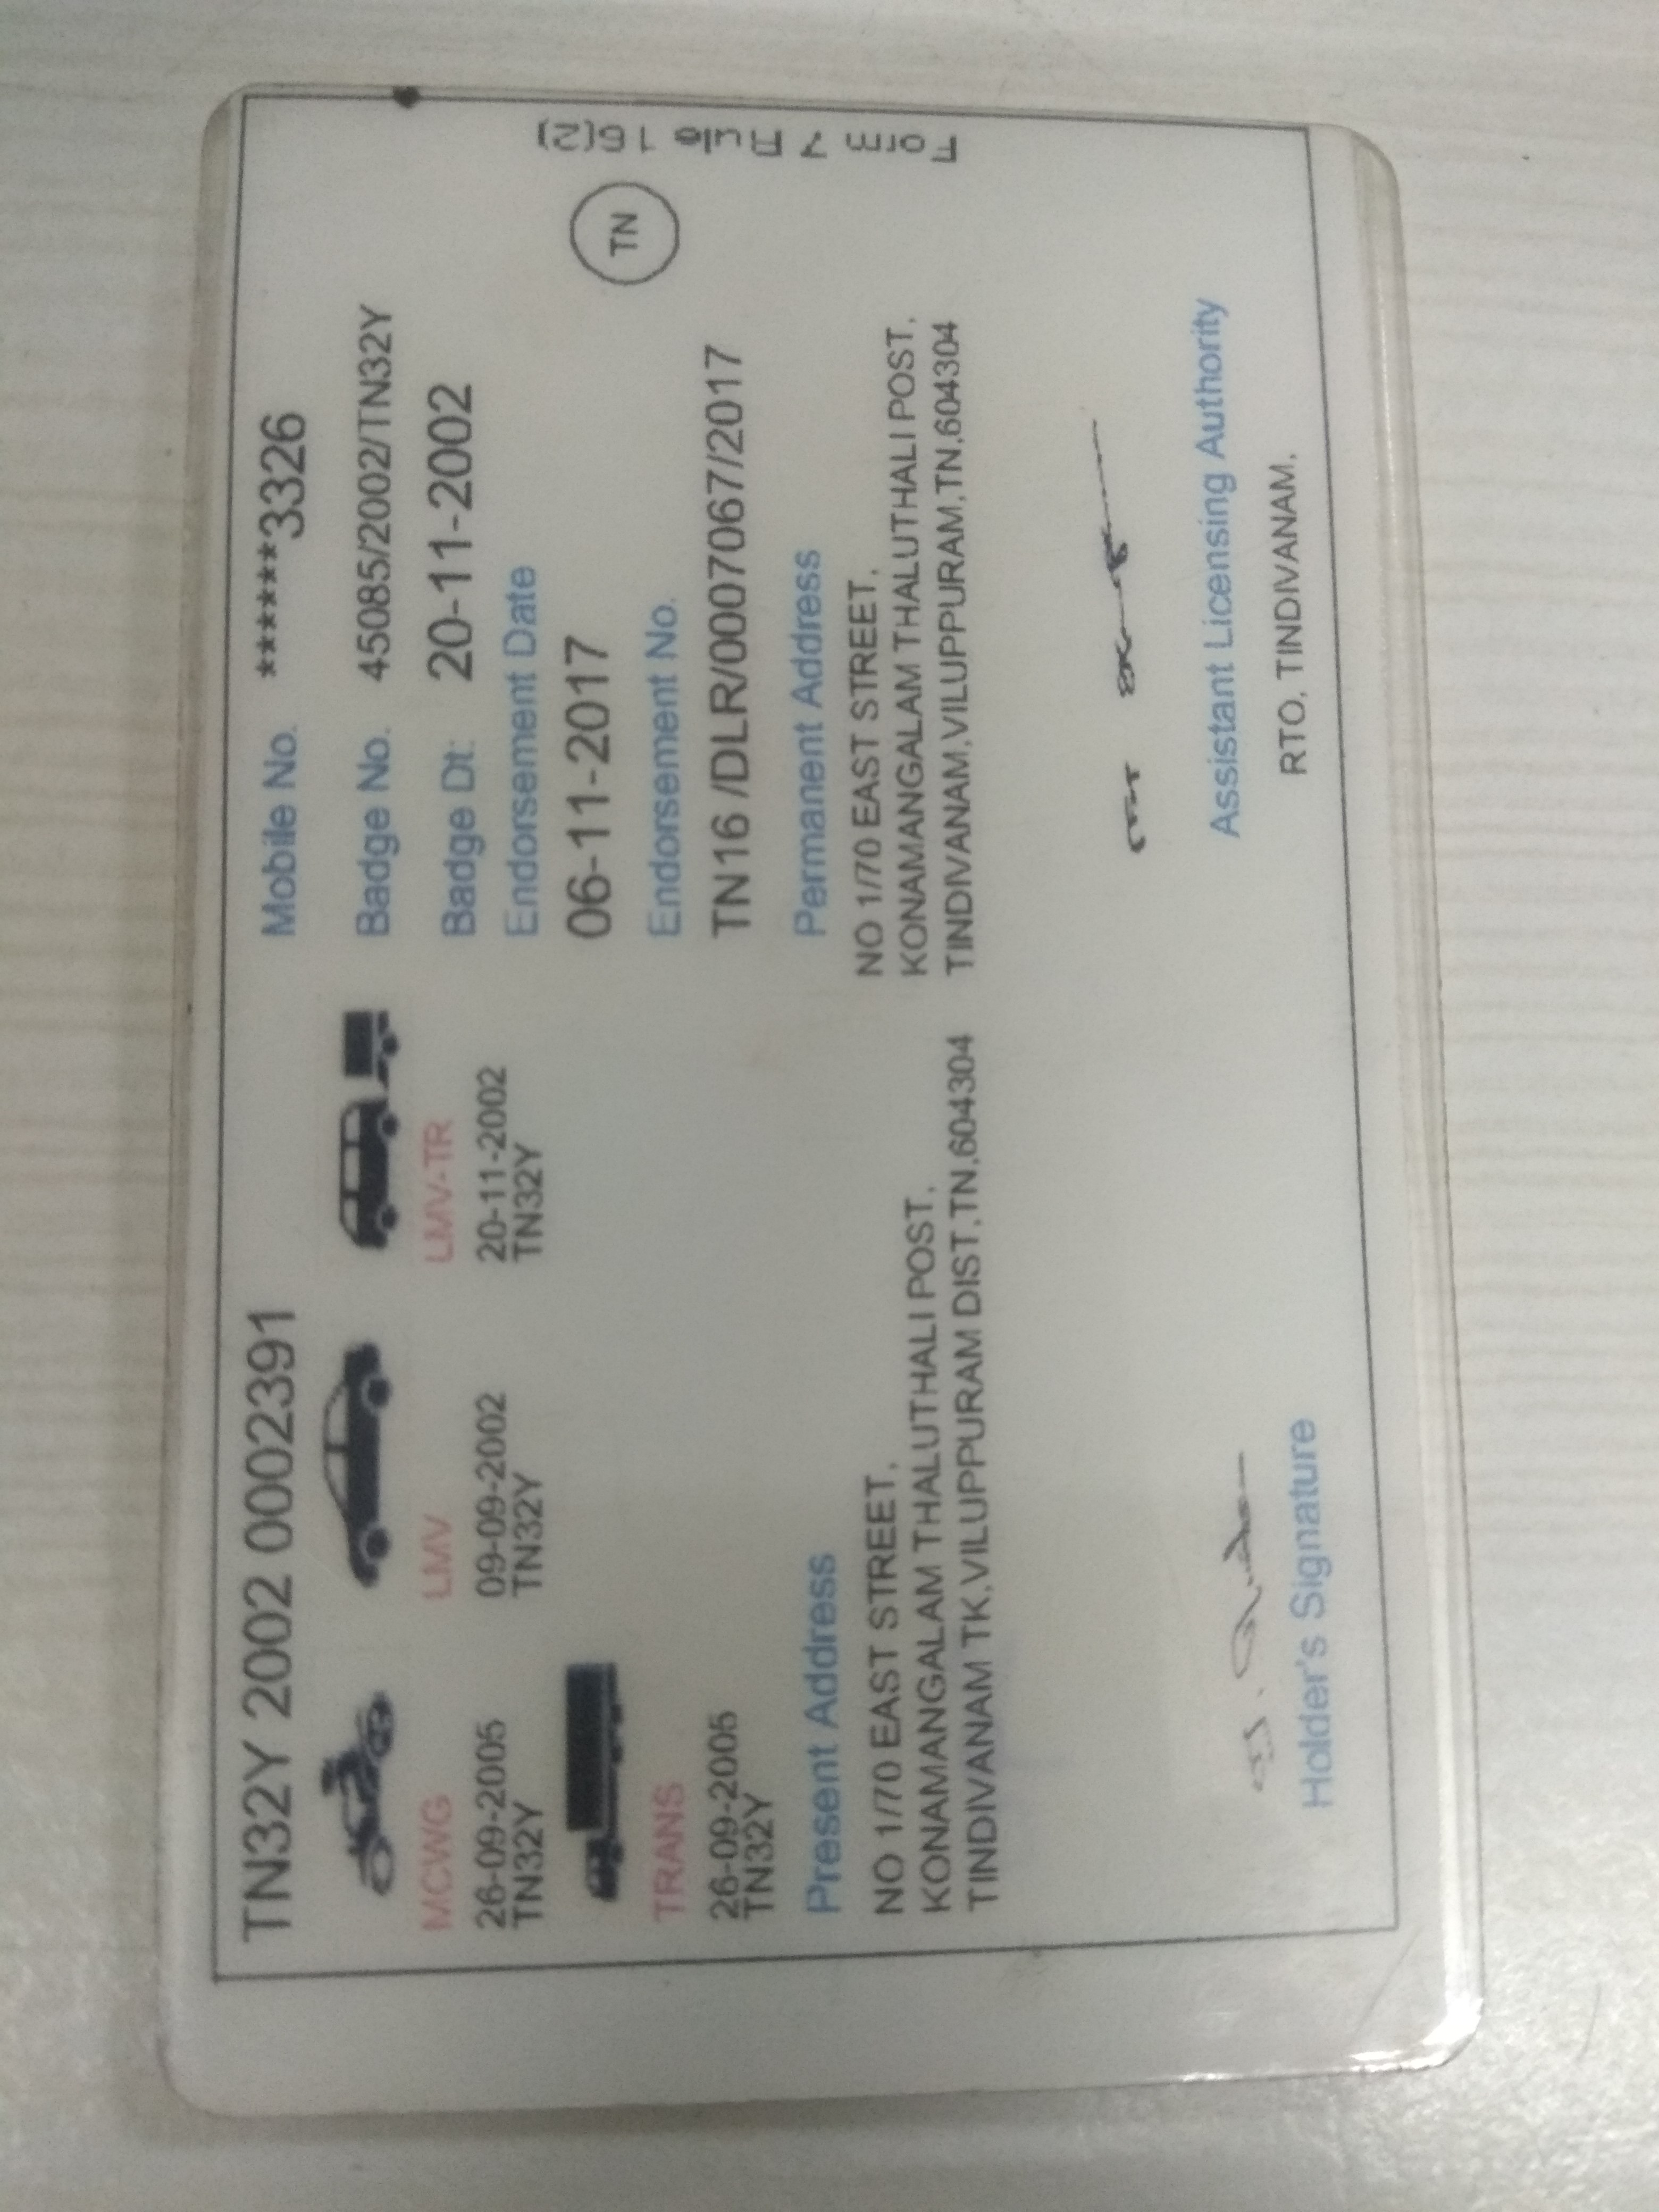 TN32Y 2002 0002391
MCWG
26-09-2005
TN32Y
LMV
09-09-2002
TN32Y
LMV-TR
20-11-2002
TN32Y
TRANS
26-09-2005
TN32Y
Mobile No. ******3326
Badge No. 45085/2002/TN32Y
Badge Dt: 20-11-2002
Endorsement Date
06-11-2017
Endorsement No.
TN16 /DLR/0007067/2017
TN
Form 7 Rule 16(2)
Present Address
NO 1/70 EAST STREET,
KONAMANGALAM THALUTHALI POST,
TINDIVANAM TK,VILUPPURAM DIST,TN,604304
Permanent Address
NO 1/70 EAST STREET,
KONAMANGALAM THALUTHALI POST,
TINDIVANAM,VILUPPURAM,TN,604304
Holder's Signature
Assistant Licensing Authority
RTO, TINDIVANAM.